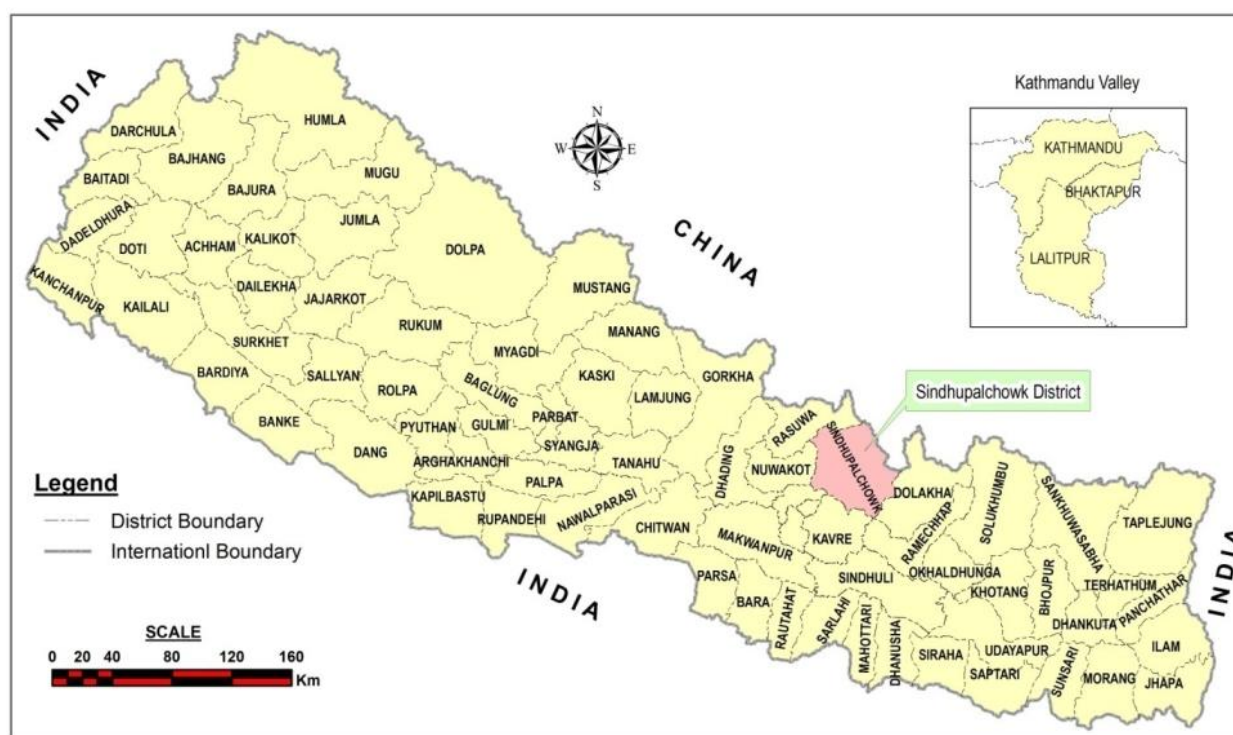 INDIA
DARCHULA
HUMLA
BAJHANG
BAITADI
BAJURA
MUGU
DADELDHURA
DOTI
ACHHAM
KALIKOT
JUMLA
DOLPA
KANCHANPUR
KAILALI
DAILEKHA
JAJARKOT
RUKUM
SURKHET
BARDIYA
SALLYAN
ROLPA
BANKE
DANG
PYUTHAN
BAGLUNG
GULMI
MYAGDI
MUSTANG
MANANG
KASKI
LAMJUNG
GORKHA
PARBAT
SYANGJA
ARGHAKHANCHI
TANAHU
PALPA
KAPILBASTU
RUPANDEHI
NAWALPARASI
CHITWAN
DHADING
NUWAKOT
RASUWA
SINDHUPALCHOWK
DOLAKHA
RAMECHHAP
SOLUKHUMBU
SANKHUWASABHA
TAPLEJUNG
MAKWANPUR
KAVRE
SINDHULI
OKHALDHUNGA
KHOTANG
BHOJPUR
TERHATHUM
PANCHATHAR
DHANKUTA
ILAM
PARSA
BARA
RAUTAHAT
SARLAHI
MAHOTTARI
DHANUSHA
SIRAHA
UDAYAPUR
SAPTARI
SUNSARI
MORANG
JHAPA
N
W
E
S
CHINA
INDIA
INDIA
Kathmandu Valley
KATHMANDU
BHAKTAPUR
LALITPUR
Sindhupalchowk District
Legend
District Boundary
Internationl Boundary
SCALE
0 20 40 80 120 160
Km